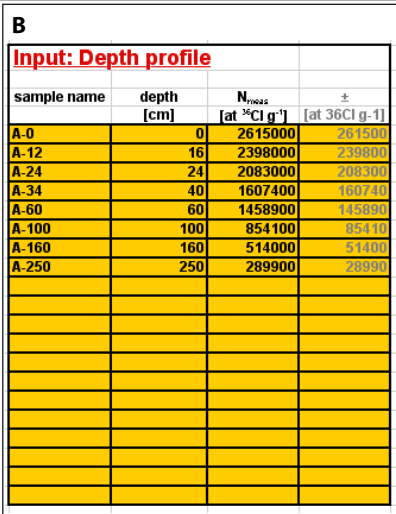 B
Input: Depth profile
sample name depth Nmeas ±
[cm] [at ³⁶Cl g⁻¹] [at 36Cl g-1]
A-0 0 2615000 261500
A-12 16 2398000 239800
A-24 24 2083000 208300
A-34 40 1607400 160740
A-60 60 1458900 145890
A-100 100 854100 85410
A-160 160 514000 51400
A-250 250 289900 28990